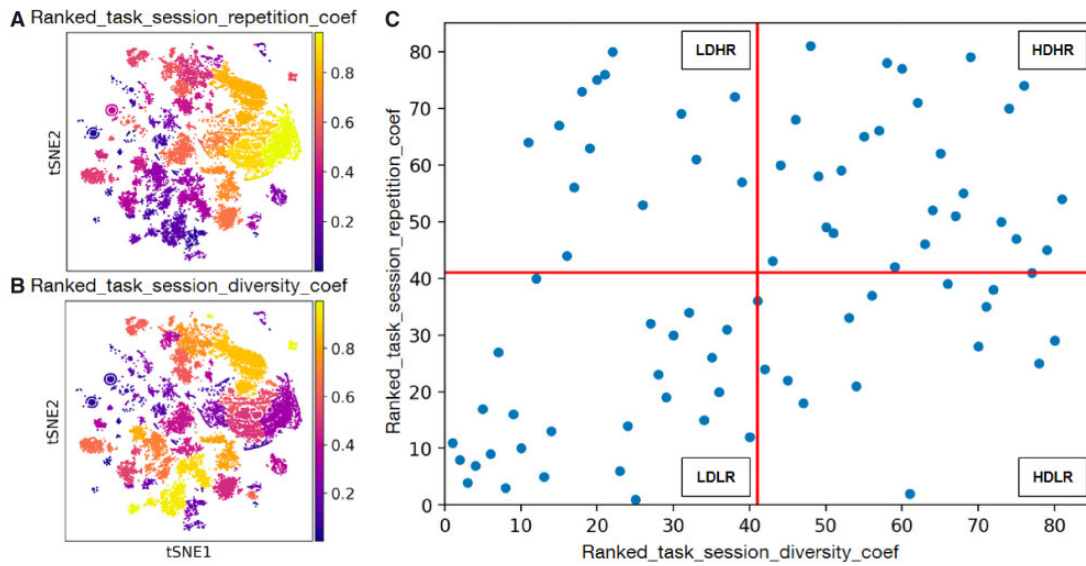 A Ranked_task_session_repetition_coef
tSNE2
0.8
0.6
0.4
0.2
B Ranked_task_session_diversity_coef
tSNE2
0.8
0.6
0.4
0.2
tSNE1
C
LDHR
HDHR
LDLR
HDLR
Ranked_task_session_repetition_coef
80
70
60
50
40
30
20
10
0
0 10 20 30 40 50 60 70 80
Ranked_task_session_diversity_coef